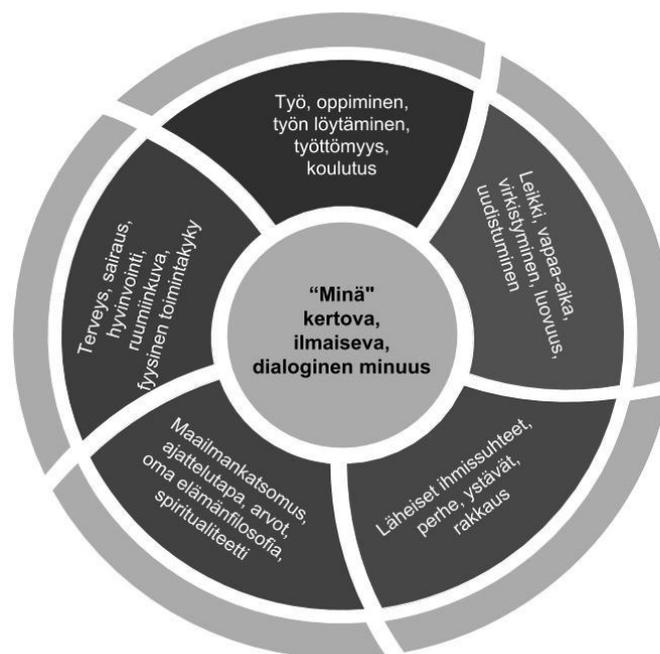 Työ, oppiminen,
työn löytäminen,
työttömyys,
koulutus
Leikki, vapaa-aika,
virkistyminen, luovuus,
uudistuminen
Läheiset ihmissuhteet,
perhe, ystävät,
rakkaus
Maailmankatsomus,
ajattelutapa, arvot,
oma elämänfilosofia,
spiritualiteetti
Terveys, sairaus,
hyvinvointi,
ruumiinkuva,
fyysinen toimintakyky
“Minä"
kertova,
ilmaiseva,
dialoginen minuus